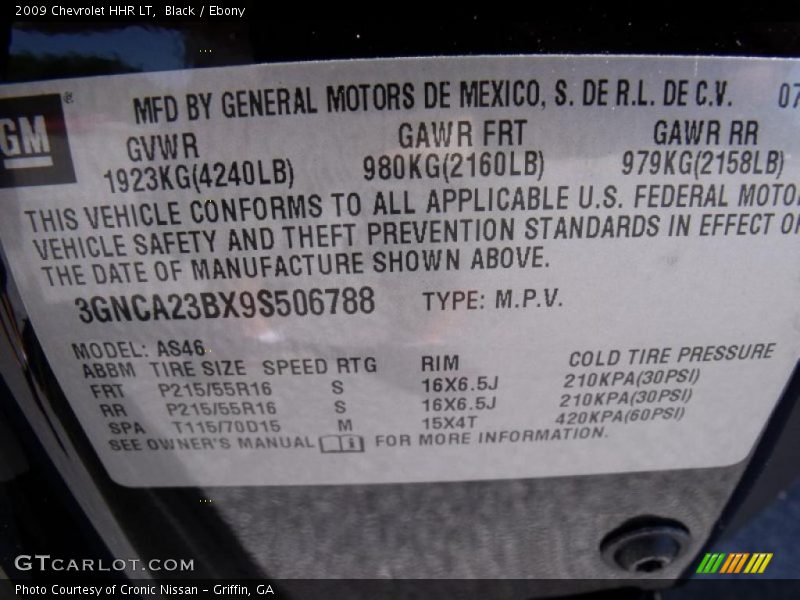 2009 Chevrolet HHR LT, Black / Ebony
GM ®
MFD BY GENERAL MOTORS DE MEXICO, S. DE R.L. DE C.V. 07
GVWR GAWR FRT GAWR RR
1923KG(4240LB) 980KG(2160LB) 979KG(2158LB)
THIS VEHICLE CONFORMS TO ALL APPLICABLE U.S. FEDERAL MOTO
VEHICLE SAFETY AND THEFT PREVENTION STANDARDS IN EFFECT O
THE DATE OF MANUFACTURE SHOWN ABOVE.
3GNCA23BX9S506788 TYPE: M.P.V.
MODEL: AS46
ABBM TIRE SIZE SPEED RTG RIM COLD TIRE PRESSURE
FRT P215/55R16 S 16X6.5J 210KPA(30PSI)
RR P215/55R16 S 16X6.5J 210KPA(30PSI)
SPA T115/70D15 M 15X4T 420KPA(60PSI)
SEE OWNER'S MANUAL FOR MORE INFORMATION.
GTCARLOT.COM
Photo Courtesy of Cronic Nissan - Griffin, GA